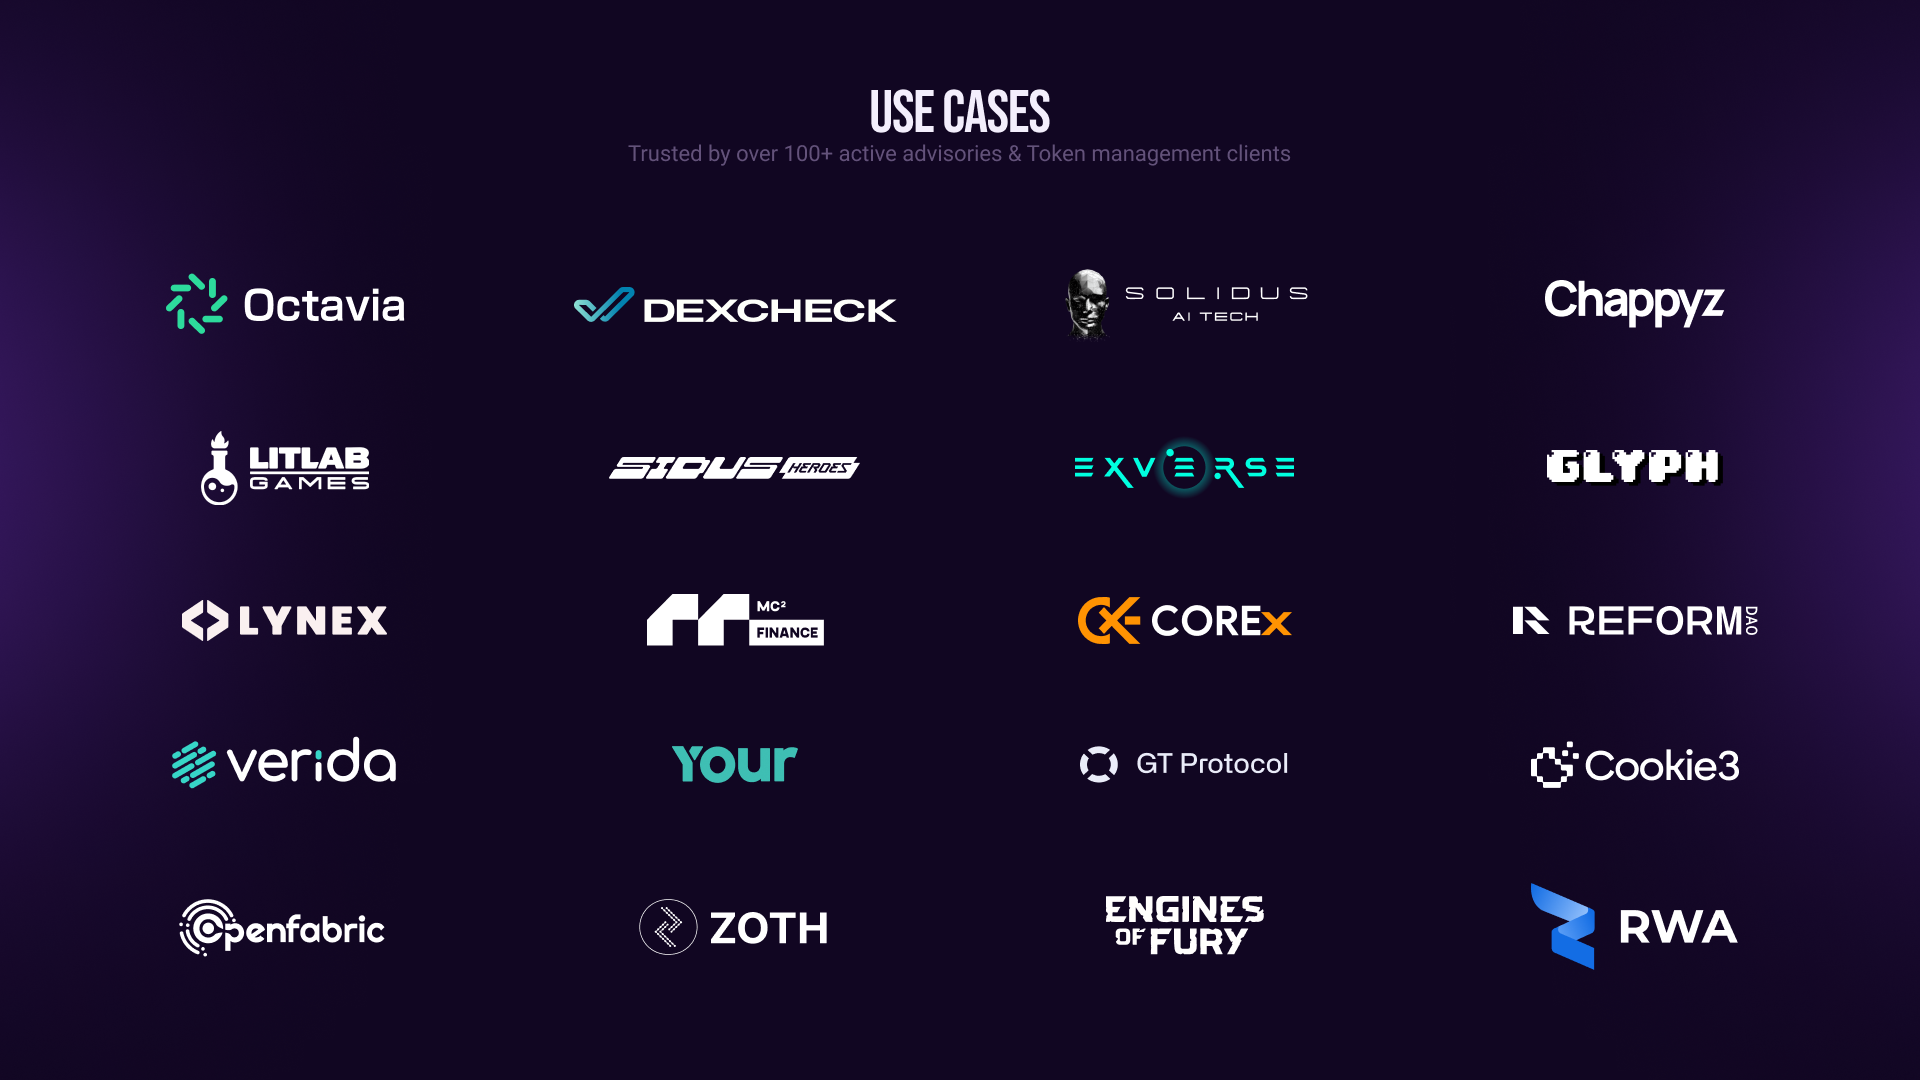 USE CASES
Trusted by over 100+ active advisories & Token management clients
Octavia
DEXCHECK
SOLIDUS
AI TECH
Chappyz
LITLAB
GAMES
SIDUS HEROES
EXVERSE
GLYPH
LYNEX
MC²
FINANCE
COREx
REFORM DAO
verida
Your
GT Protocol
Cookie3
Openfabric
ZOTH
ENGINES
OF FURY
RWA